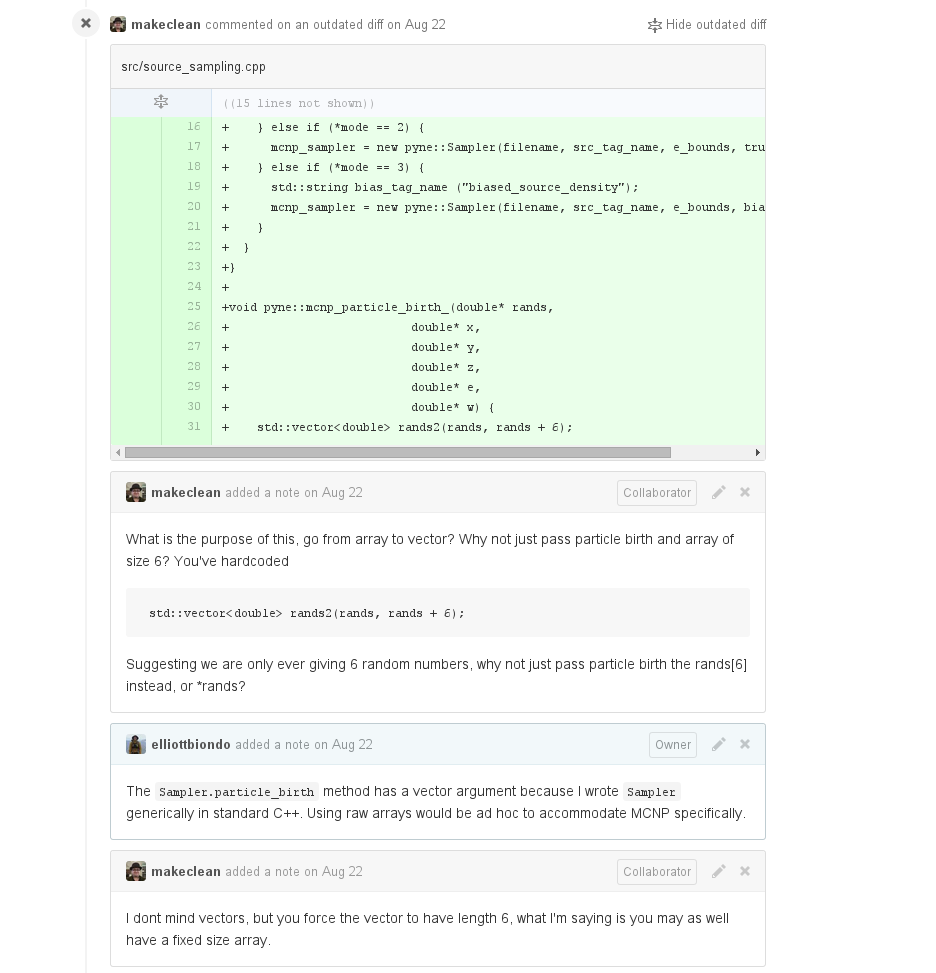 makeclean commented on an outdated diff on Aug 22 Hide outdated diff
src/source_sampling.cpp
((15 lines not shown))
16 + } else if (*mode == 2) {
17 + mcnp_sampler = new pyne::Sampler(filename, src_tag_name, e_bounds, tru
18 + } else if (*mode == 3) {
19 + std::string bias_tag_name ("biased_source_density");
20 + mcnp_sampler = new pyne::Sampler(filename, src_tag_name, e_bounds, bia
21 + }
22 + }
23 +}
24 +
25 +void pyne::mcnp_particle_birth_(double* rands,
26 + double* x,
27 + double* y,
28 + double* z,
29 + double* e,
30 + double* w) {
31 + std::vector<double> rands2(rands, rands + 6);
makeclean added a note on Aug 22 Collaborator
What is the purpose of this, go from array to vector? Why not just pass particle birth and array of
size 6? You've hardcoded
std::vector<double> rands2(rands, rands + 6);
Suggesting we are only ever giving 6 random numbers, why not just pass particle birth the rands[6]
instead, or *rands?
elliottbiondo added a note on Aug 22 Owner
The Sampler.particle_birth method has a vector argument because I wrote Sampler
generically in standard C++. Using raw arrays would be ad hoc to accommodate MCNP specifically.
makeclean added a note on Aug 22 Collaborator
I dont mind vectors, but you force the vector to have length 6, what I'm saying is you may as well
have a fixed size array.